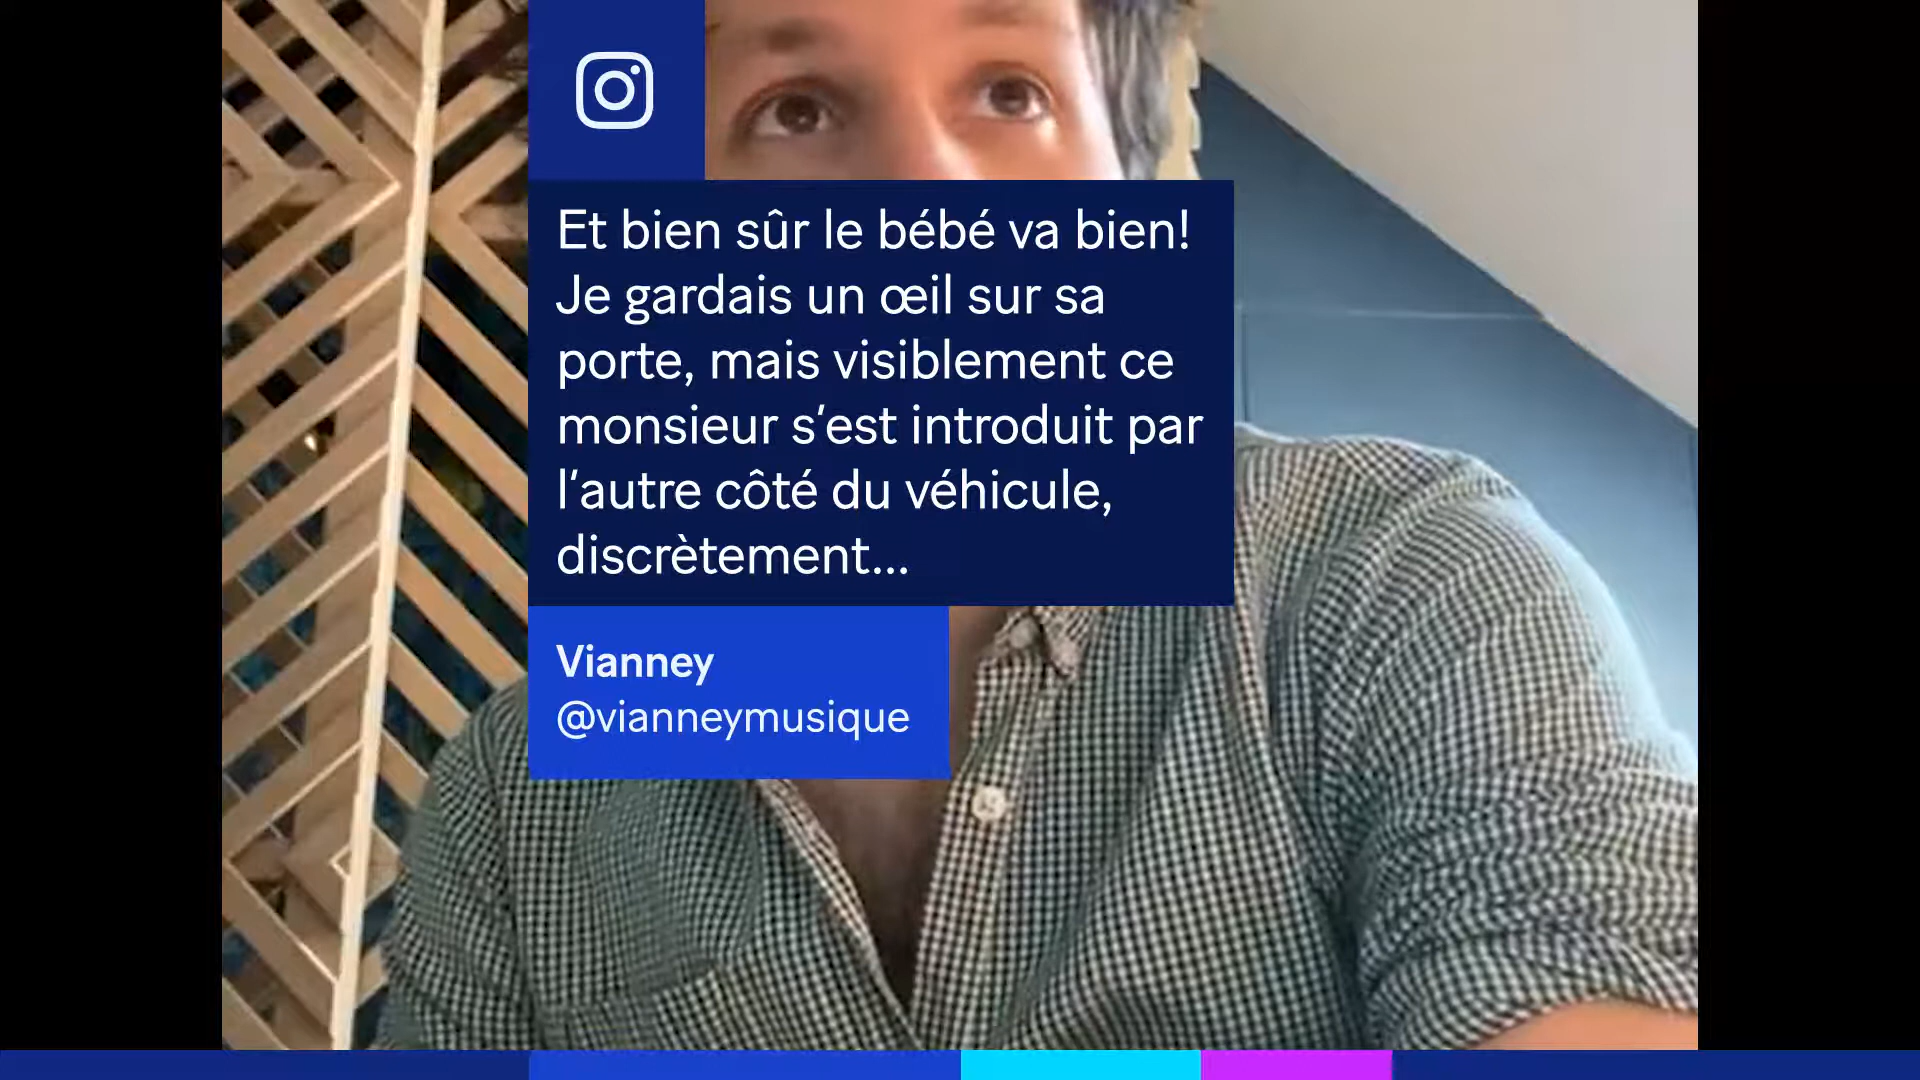 Et bien sûr le bébé va bien!
Je gardais un œil sur sa
porte, mais visiblement ce
monsieur s'est introduit par
l'autre côté du véhicule,
discrètement...
Vianney
@vianneymusique